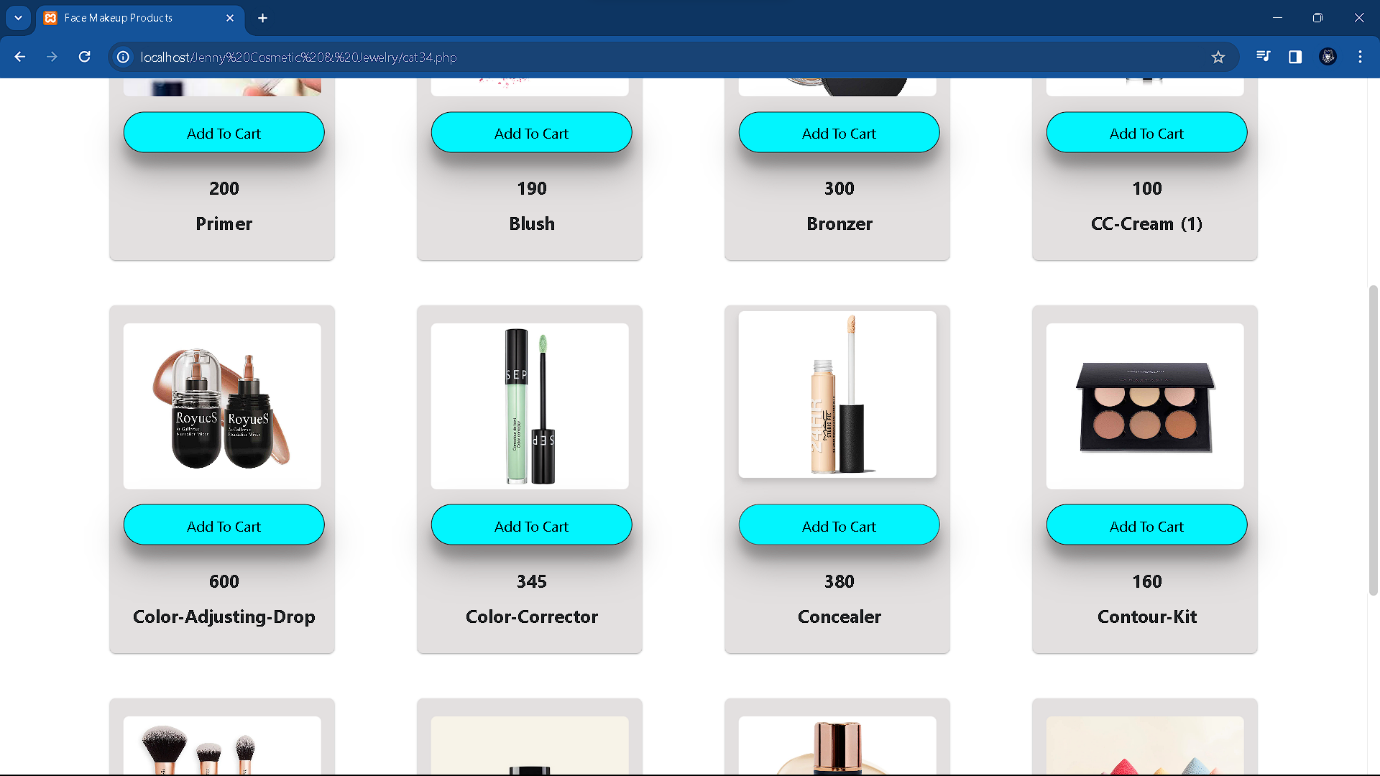 Face Makeup Products
localhost/Jenny%20Cosmetic%20&%20Jewelry/cat34.php
Add To Cart
Add To Cart
Add To Cart
Add To Cart
200
190
300
100
Primer
Blush
Bronzer
CC-Cream (1)
RoyueS
RoyueS
SEP
SEP
24HR
Add To Cart
Add To Cart
Add To Cart
Add To Cart
600
345
380
160
Color-Adjusting-Drop
Color-Corrector
Concealer
Contour-Kit